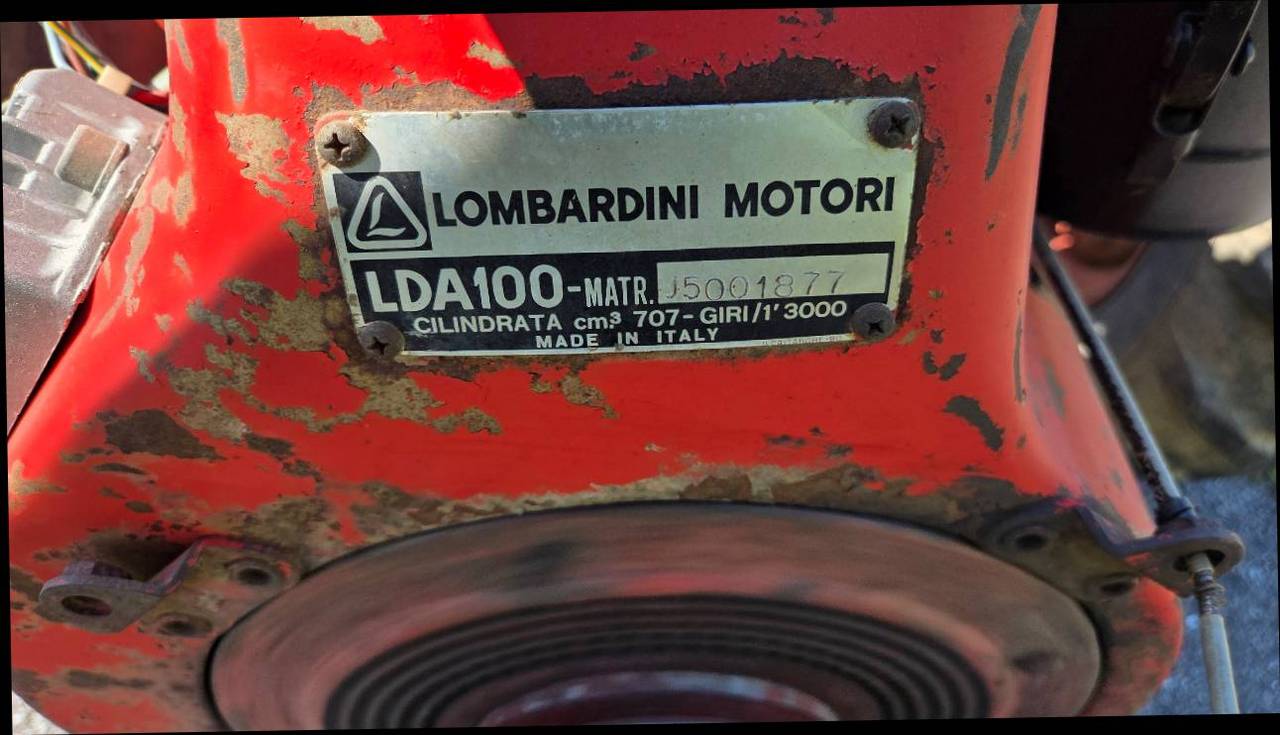 L LOMBARDINI MOTORI
LDA100-MATR. J5001877
CILINDRATA cm³ 707-GIRI/1' 3000
MADE IN ITALY